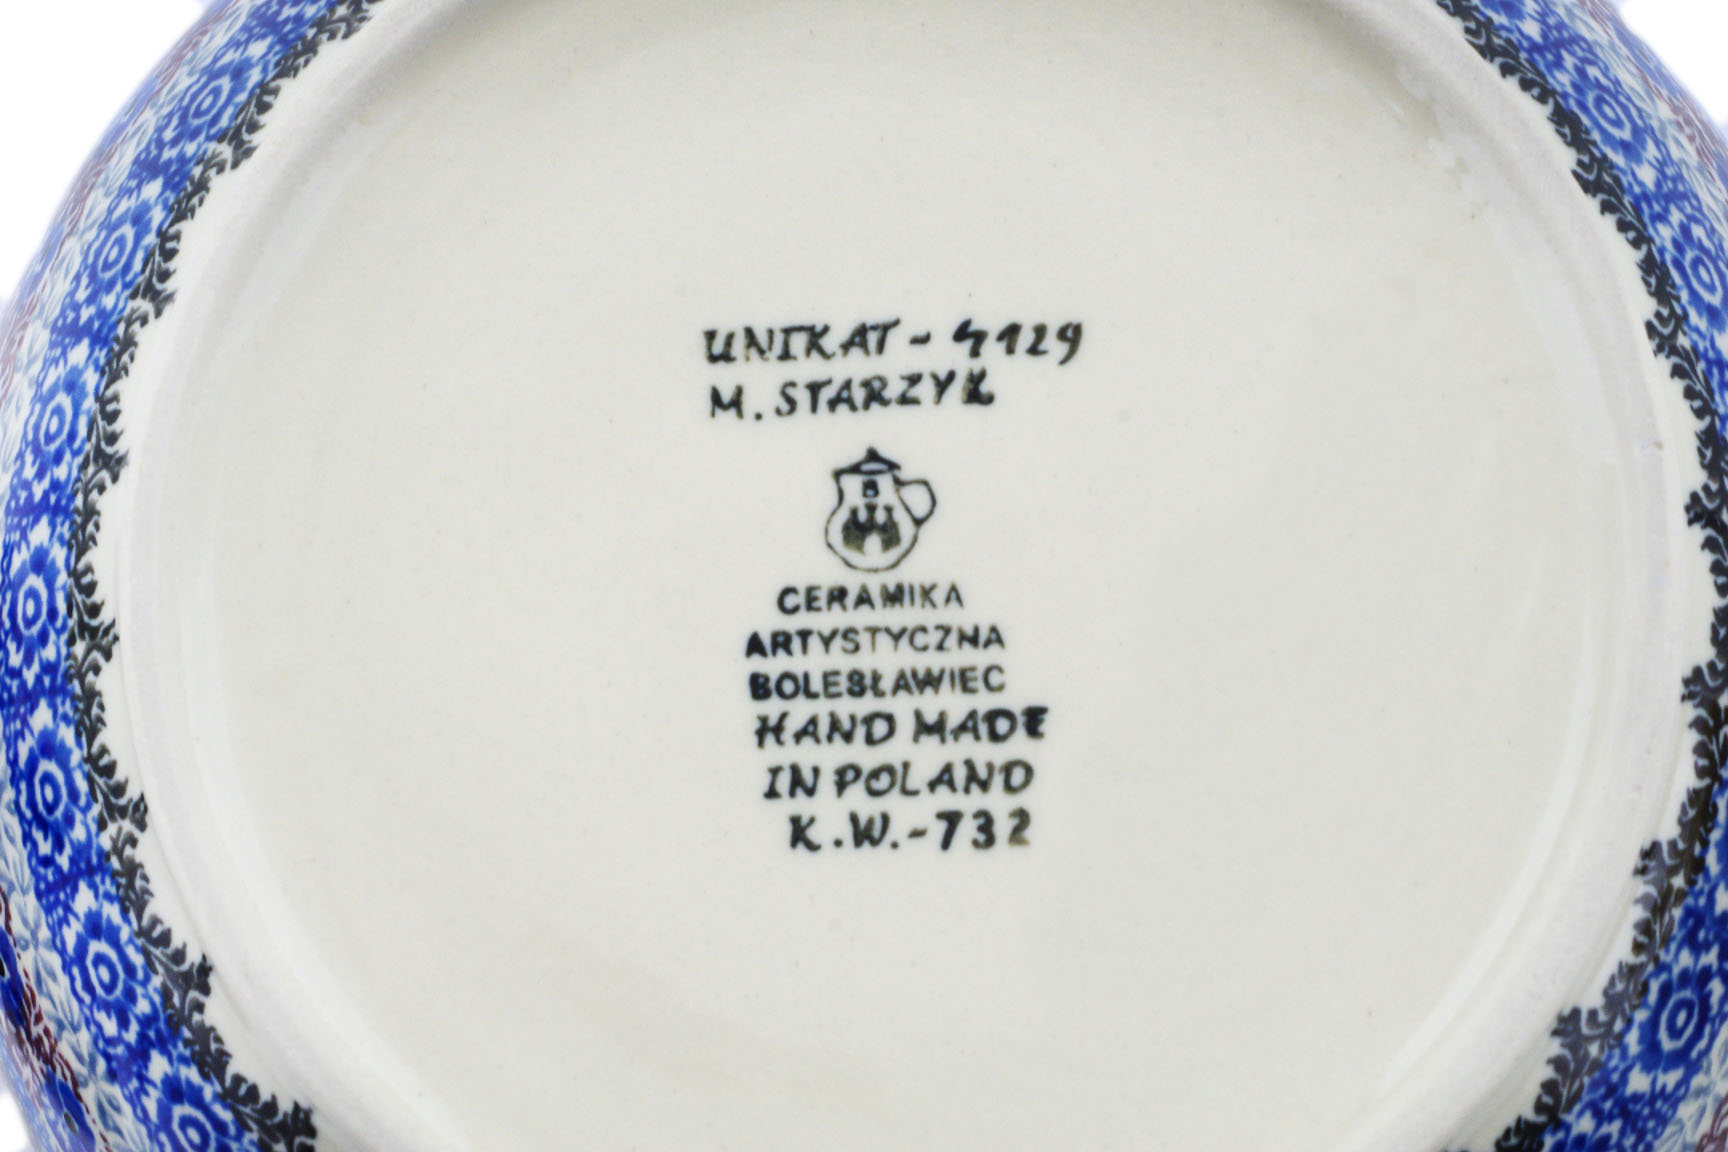 UNIKAT - 4129
M. STARZYK
B
CERAMIKA
ARTYSTYCZNA
BOLESŁAWIEC
HAND MADE
IN POLAND
K.W.-732